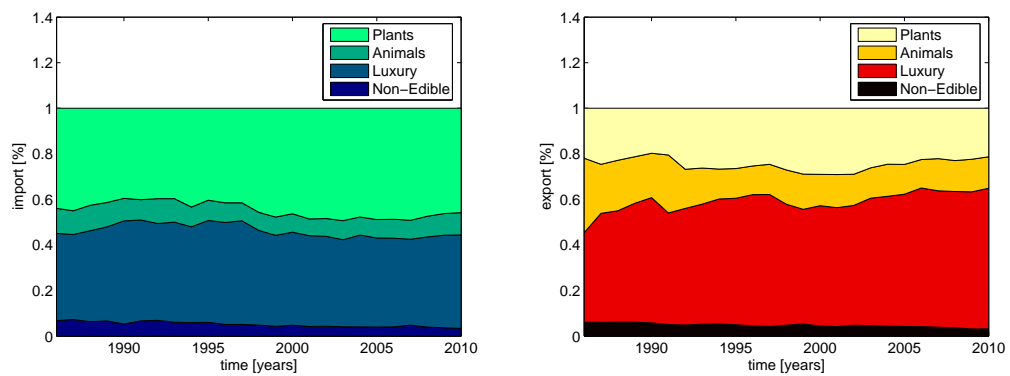 1.4
1.2
1
0.8
0.6
0.4
0.2
0
import [%]
1990
1995
2000
2005
2010
time [years]
Plants
Animals
Luxury
Non-Edible
1.4
1.2
1
0.8
0.6
0.4
0.2
0
export [%]
1990
1995
2000
2005
2010
time [years]
Plants
Animals
Luxury
Non-Edible